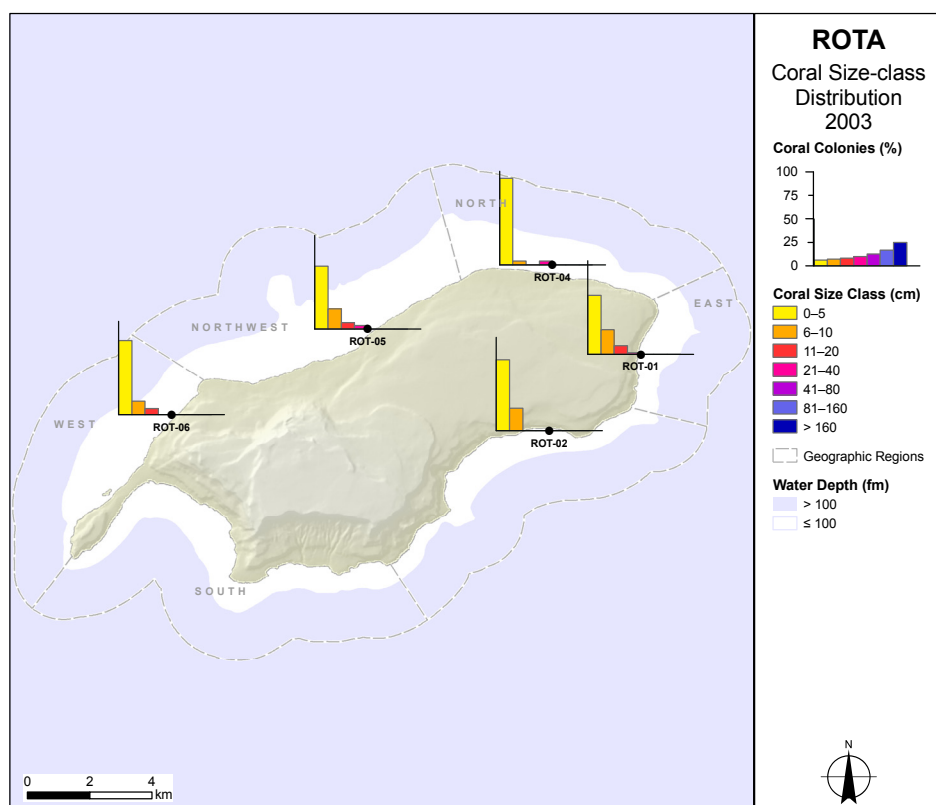 ROTA
Coral Size-class
Distribution
2003
Coral Colonies (%)
100
75
50
25
0
Coral Size Class (cm)
0–5
6–10
11–20
21–40
41–80
81–160
> 160
Geographic Regions
Water Depth (fm)
> 100
≤ 100
N
NORTH
ROT-04
EAST
NORTHWEST
ROT-05
ROT-01
WEST
ROT-06
ROT-02
SOUTH
0 2 4
km